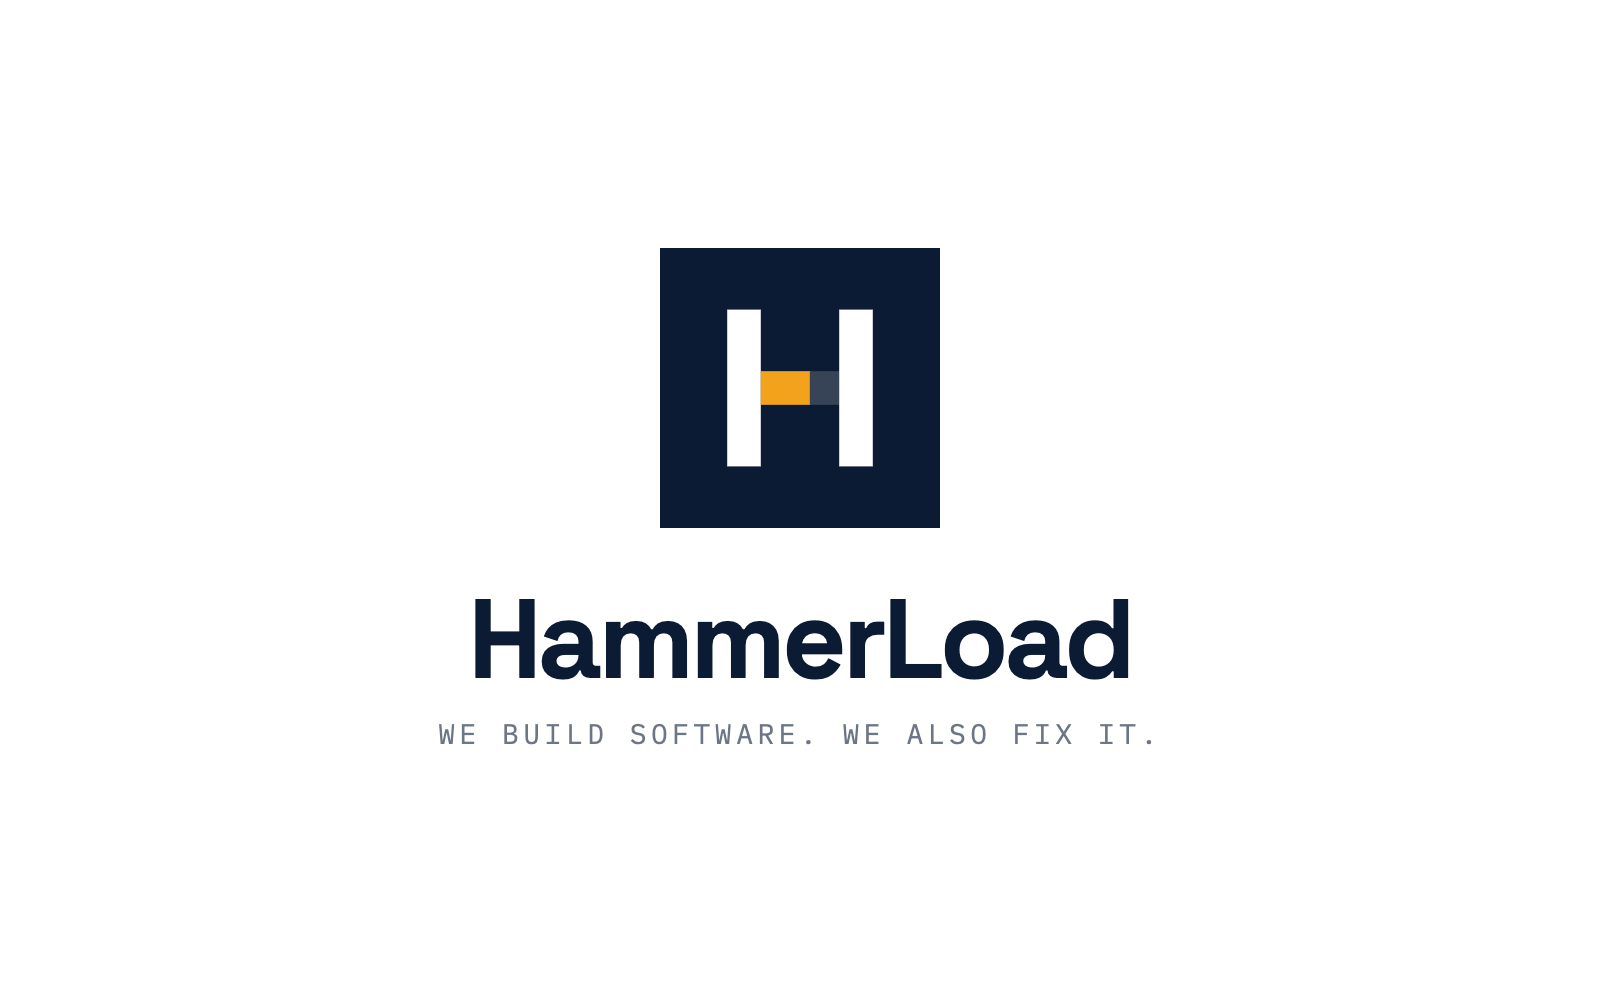 H
HammerLoad
WE BUILD SOFTWARE. WE ALSO FIX IT.